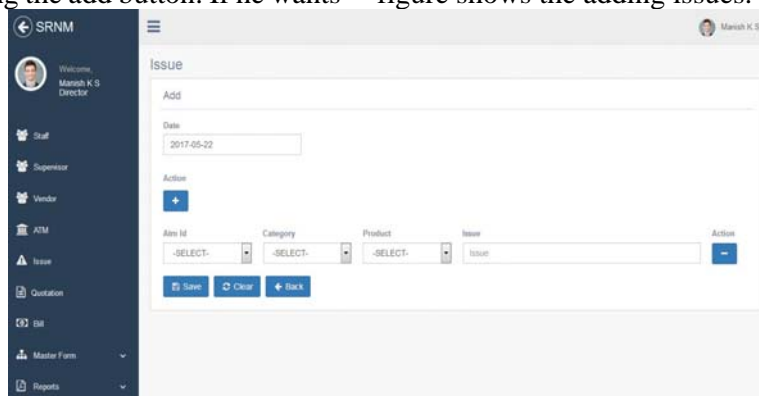 ng the add button. If he wants figure shows the adding issues.
SRNM
Manish K S
Welcome,
Manish K S
Director
Issue
Add
Staff
Date
2017-05-22
Supervisor
Action
Vendor
+
ATM
Atm Id Category Product Issue Action
-SELECT- -SELECT- -SELECT- Issue -
Issue
Save Clear Back
Quotation
Bill
Master Form
Reports